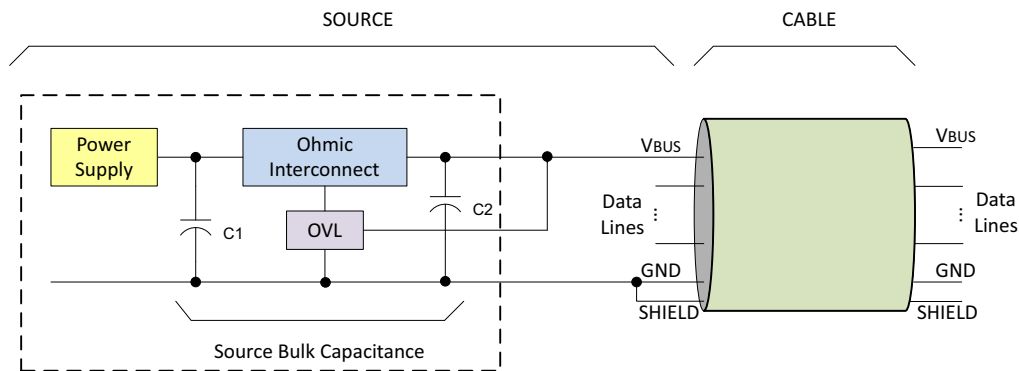 SOURCE
CABLE
Power
Supply
Ohmic
Interconnect
VBUS
VBUS
C1
OVL
C2
Data
Lines
...
Data
Lines
...
GND
GND
SHIELD
SHIELD
Source Bulk Capacitance